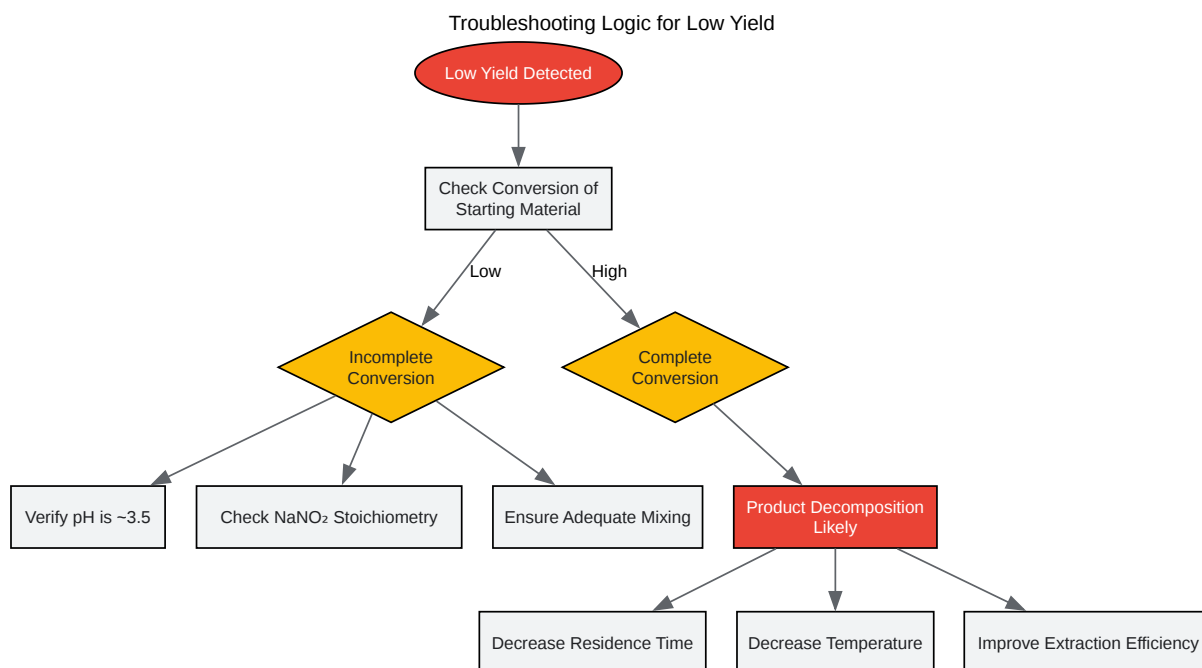 Troubleshooting Logic for Low Yield
Low Yield Detected
Check Conversion of
Starting Material
Low
High
Incomplete
Conversion
Complete
Conversion
Verify pH is ~3.5
Check NaNO₂ Stoichiometry
Ensure Adequate Mixing
Product Decomposition
Likely
Decrease Residence Time
Decrease Temperature
Improve Extraction Efficiency